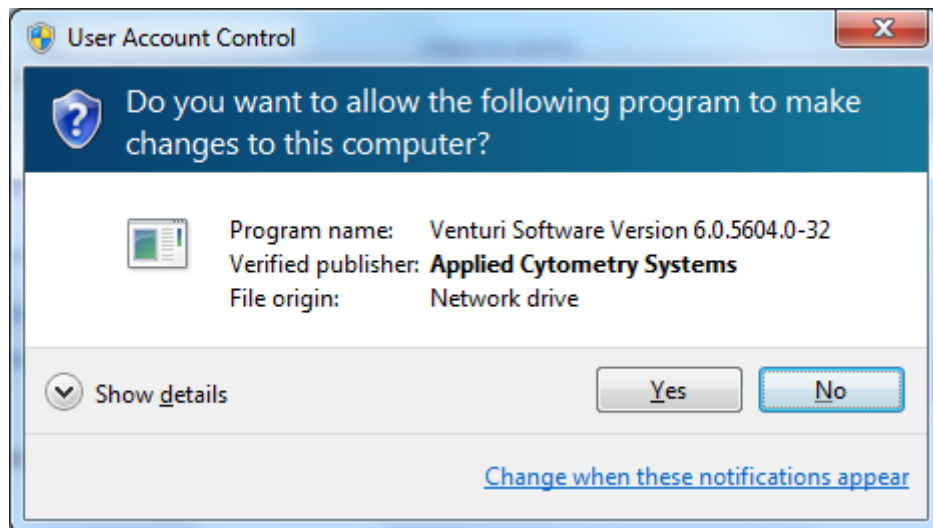 User Account Control
Do you want to allow the following program to make
changes to this computer?
Program name: Venturi Software Version 6.0.5604.0-32
Verified publisher: Applied Cytometry Systems
File origin: Network drive
Show details
Yes
No
Change when these notifications appear